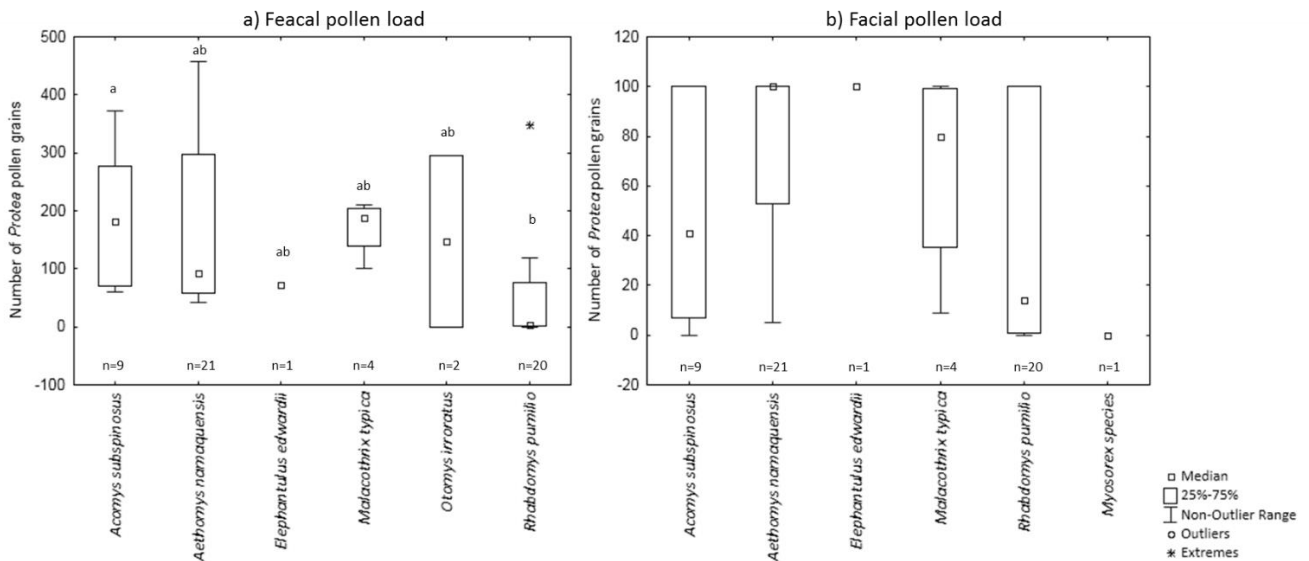 a) Feacal pollen load
Number of Protea pollen grains
500
400
300
200
100
0
-100
a
ab
ab
ab
ab
b
n=9
n=21
n=1
n=4
n=2
n=20
Acomys subspinosus
Aethomys namaquensis
Elephantulus edwardii
Malacothrix typica
Otomys irroratus
Rhabdomys pumilio
b) Facial pollen load
Number of Protea pollen grains
120
100
80
60
40
20
0
-20
n=9
n=21
n=1
n=4
n=20
n=1
Acomys subspinosus
Aethomys namaquensis
Elephantulus edwardii
Malacothrix typica
Rhabdomys pumilio
Myosorex species
Median
25%-75%
Non-Outlier Range
Outliers
Extremes